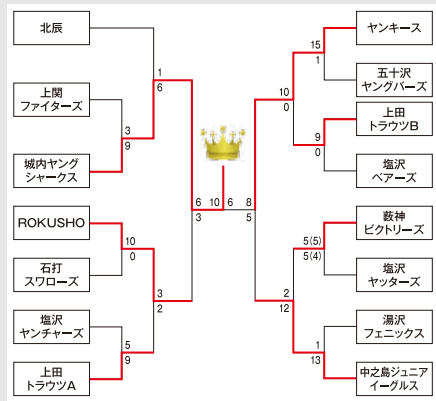 北辰
上関
ファイターズ
城内ヤング
シャークス
ROKUSHO
石打
スワローズ
塩沢
ヤンチャーズ
上田
トラウツA
1
6
3
9
10
0
3
2
5
9
6
3
10
6
8
5
10
0
15
1
9
0
5(5)
5(4)
2
12
1
13
ヤンキース
五十沢
ヤングバーズ
上田
トラウツB
塩沢
ベアーズ
薮神
ビクトリーズ
塩沢
ヤッターズ
湯沢
フェニックス
中之島ジュニア
イーグルス